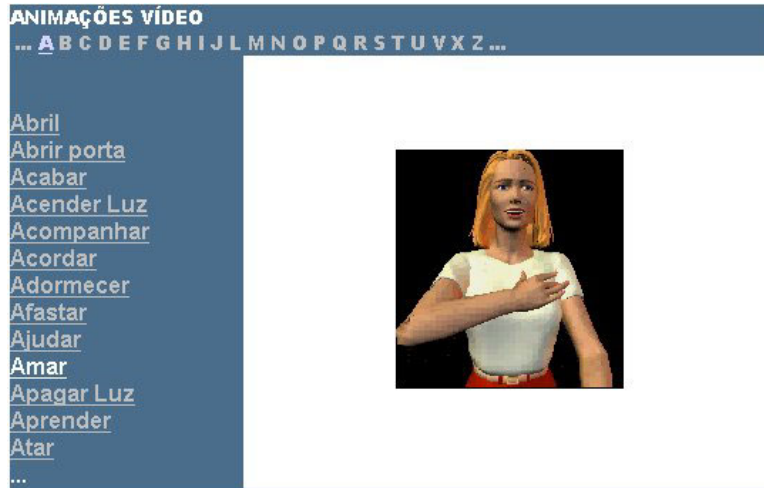 ANIMAÇÕES VÍDEO
... A B C D E F G H I J L M N O P Q R S T U V X Z ...
Abril
Abrir porta
Acabar
Acender Luz
Acompanhar
Acordar
Adormecer
Afastar
Ajudar
Amar
Apagar Luz
Aprender
Atar
...